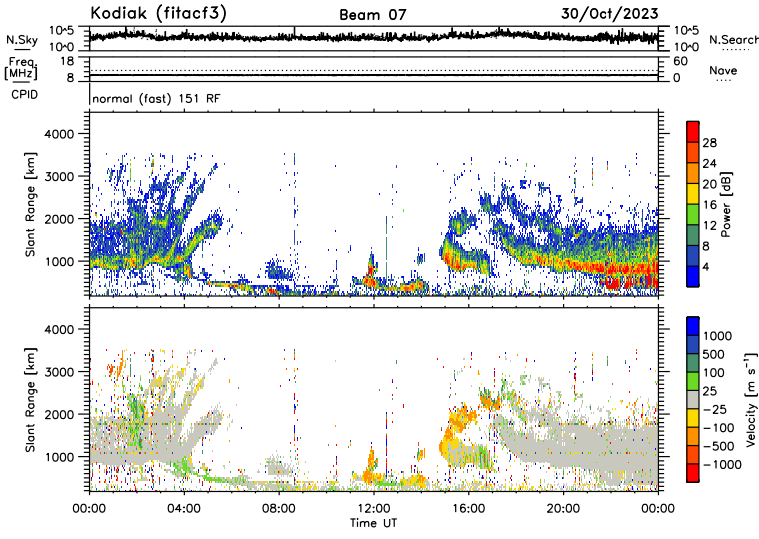 Kodiak (fitacf3) Beam 07 30/Oct/2023
N.Sky 10^5 10^0 10^5 10^0 N.Search
Freq. [MHz] 18 8 60 0 Nave
CPID normal (fast) 151 RF
Slant Range [km] 4000 3000 2000 1000
28 24 20 16 12 8 4 Power [dB]
Slant Range [km] 4000 3000 2000 1000
1000 500 100 25 −25 −100 −500 −1000 Velocity [m s⁻¹]
00:00 04:00 08:00 12:00 16:00 20:00 00:00
Time UT